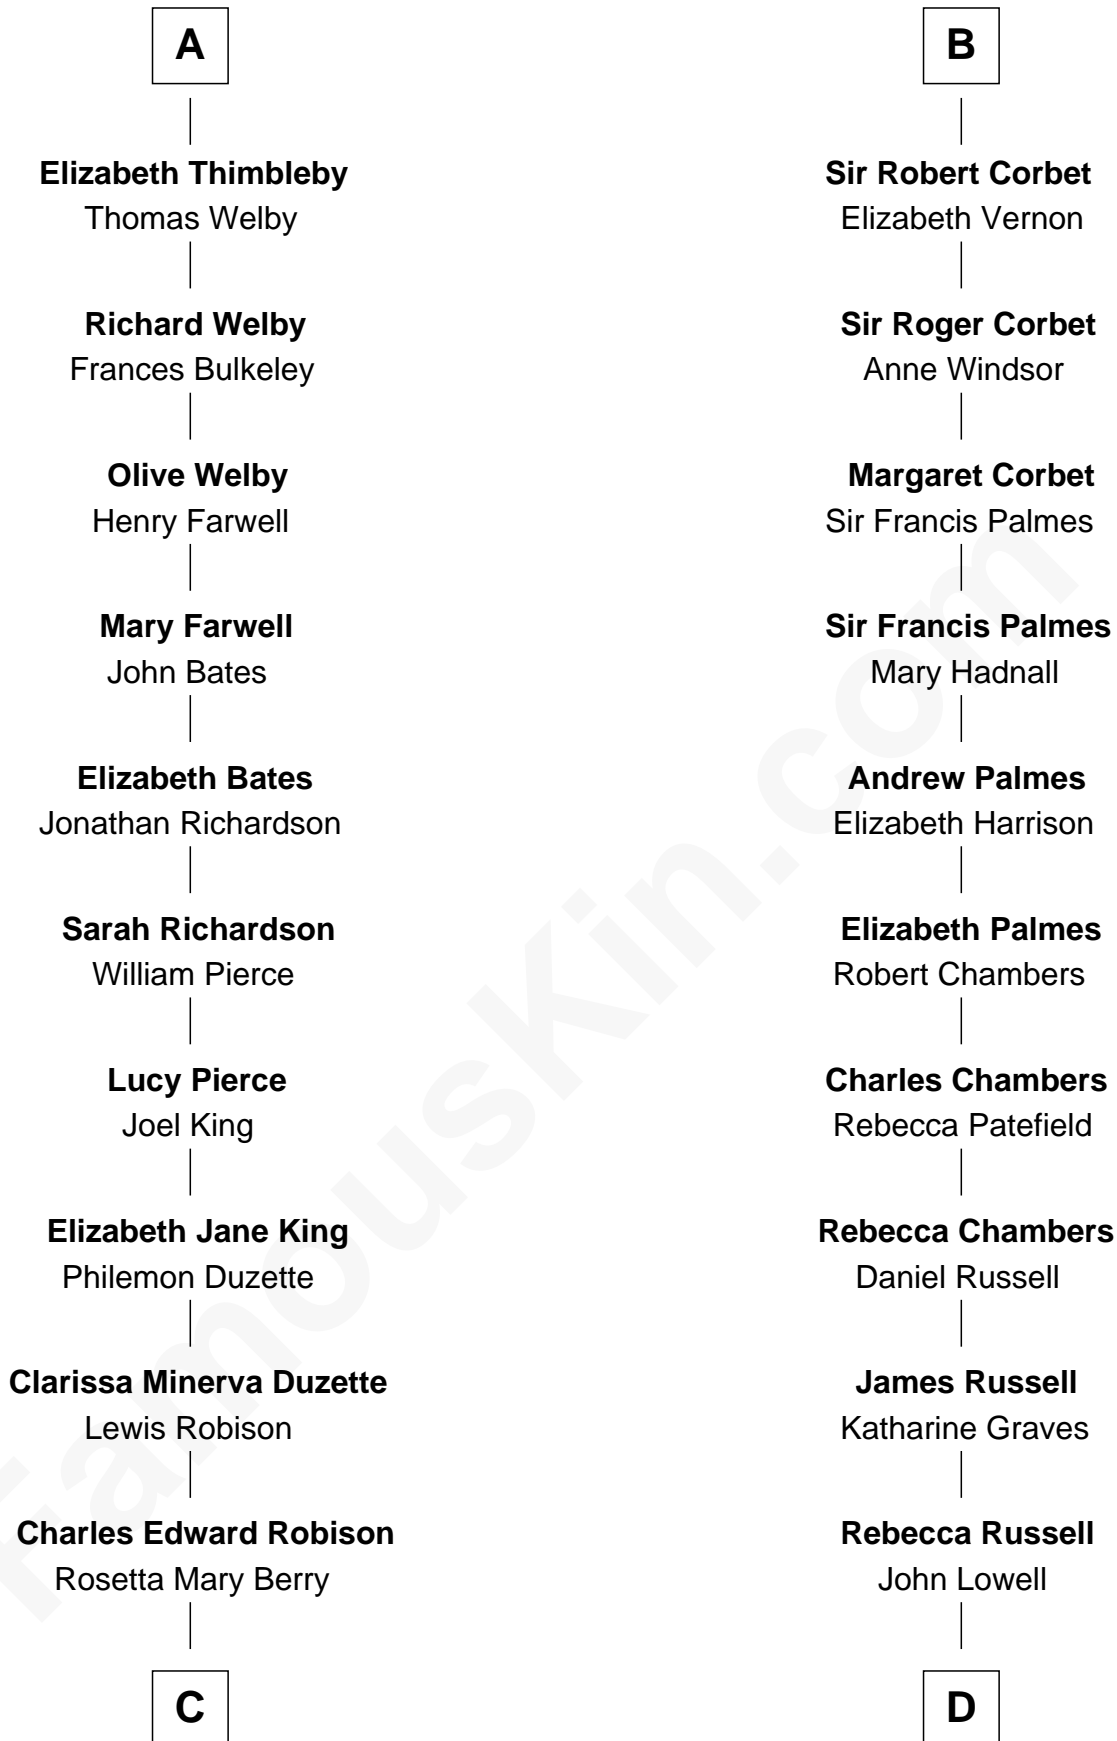 A
Elizabeth Thimbleby
Thomas Welby
Richard Welby
Frances Bulkeley
Olive Welby
Henry Farwell
Mary Farwell
John Bates
Elizabeth Bates
Jonathan Richardson
Sarah Richardson
William Pierce
Lucy Pierce
Joel King
Elizabeth Jane King
Philemon Duzette
Clarissa Minerva Duzette
Lewis Robison
Charles Edward Robison
Rosetta Mary Berry
C
B
Sir Robert Corbet
Elizabeth Vernon
Sir Roger Corbet
Anne Windsor
Margaret Corbet
Sir Francis Palmes
Sir Francis Palmes
Mary Hadnall
Andrew Palmes
Elizabeth Harrison
Elizabeth Palmes
Robert Chambers
Charles Chambers
Rebecca Patefield
Rebecca Chambers
Daniel Russell
James Russell
Katharine Graves
Rebecca Russell
John Lowell
D
FamousKin.com